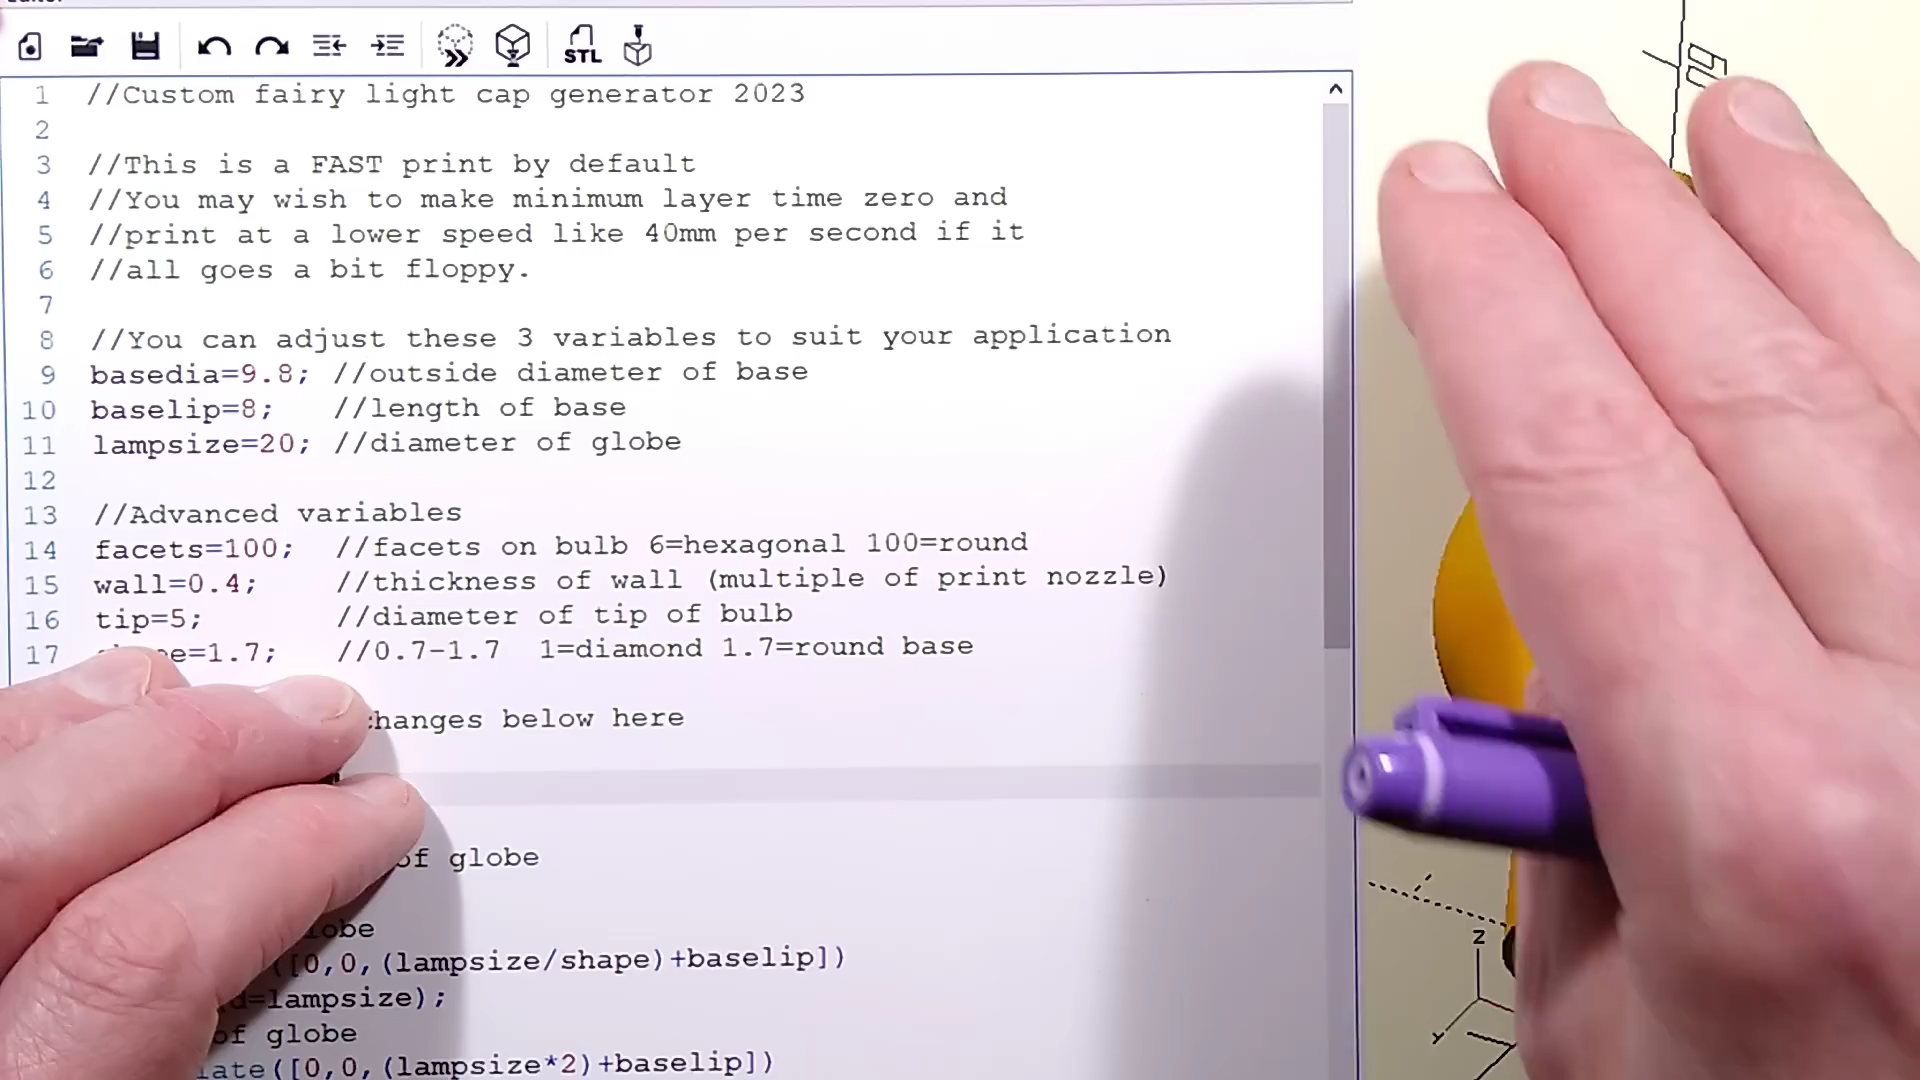 STL
1 //Custom fairy light cap generator 2023
2
3 //This is a FAST print by default
4 //You may wish to make minimum layer time zero and
5 //print at a lower speed like 40mm per second if it
6 //all goes a bit floppy.
7
8 //You can adjust these 3 variables to suit your application
9 basedia=9.8; //outside diameter of base
10 baselip=8; //length of base
11 lampsize=20; //diameter of globe
12
13 //Advanced variables
14 facets=100; //facets on bulb 6=hexagonal 100=round
15 wall=0.4; //thickness of wall (multiple of print nozzle)
16 tip=5; //diameter of tip of bulb
17 e=1.7; //0.7-1.7 1=diamond 1.7=round base
changes below here
of globe
([0,0,(lampsize/shape)+baselip])
d=lampsize);
of globe
ate([0,0,(lampsize*2)+baselip])
Z
Y